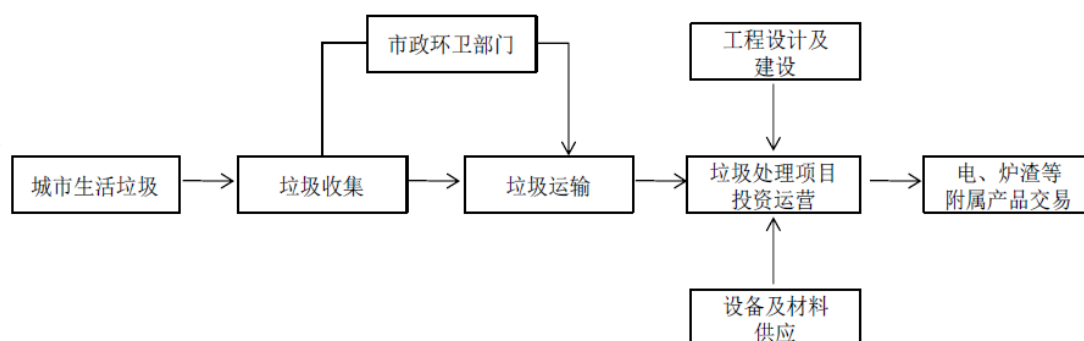 市政环卫部门
工程设计及
建设
城市生活垃圾
垃圾收集
垃圾运输
垃圾处理项目
投资运营
电、炉渣等
附属产品交易
设备及材料
供应